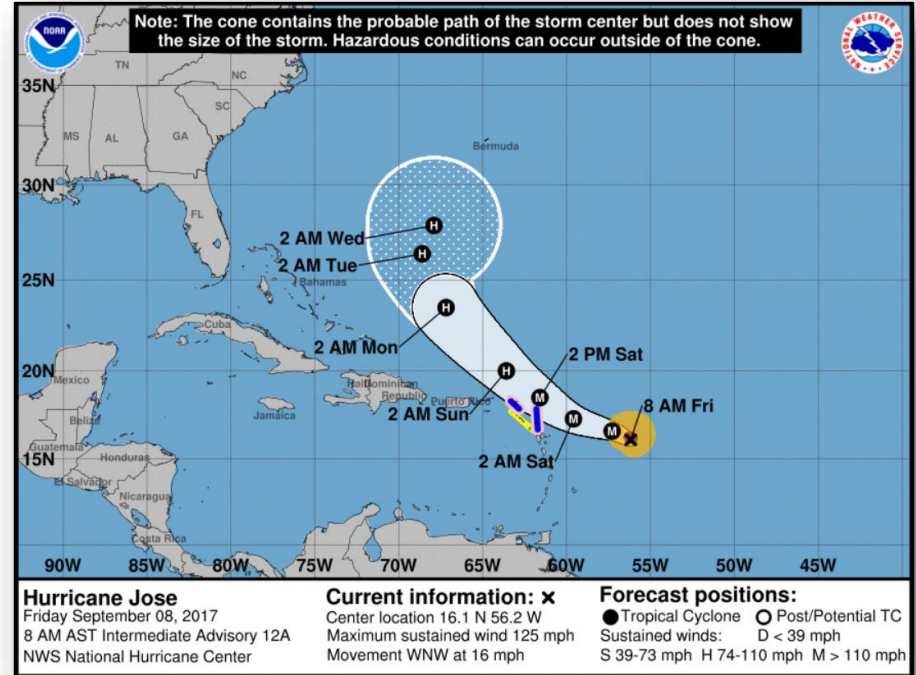 Note: The cone contains the probable path of the storm center but does not show
the size of the storm. Hazardous conditions can occur outside of the cone.
NOAA
NATIONAL WEATHER SERVICE
TN
NC
35N
SC
MS
AL
GA
Bermuda
30N
FL
2 AM Wed
2 AM Tue
25N
Bahamas
H
H
H
2 AM Mon
Cuba
2 PM Sat
20N
H
Mexico
Haiti
Dominican
Republic
Puerto Rico
M
8 AM Fri
2 AM Sun
Jamaica
Belize
M
M
Guatemala
Honduras
15N
2 AM Sat
El Salvador
Nicaragua
Costa Rica
90W 85W 80W 75W 70W 65W 60W 55W 50W 45W
Hurricane Jose
Friday September 08, 2017
8 AM AST Intermediate Advisory 12A
NWS National Hurricane Center
Current information: ×
Center location 16.1 N 56.2 W
Maximum sustained wind 125 mph
Movement WNW at 16 mph
Forecast positions:
● Tropical Cyclone ○ Post/Potential TC
Sustained winds: D < 39 mph
S 39-73 mph H 74-110 mph M > 110 mph